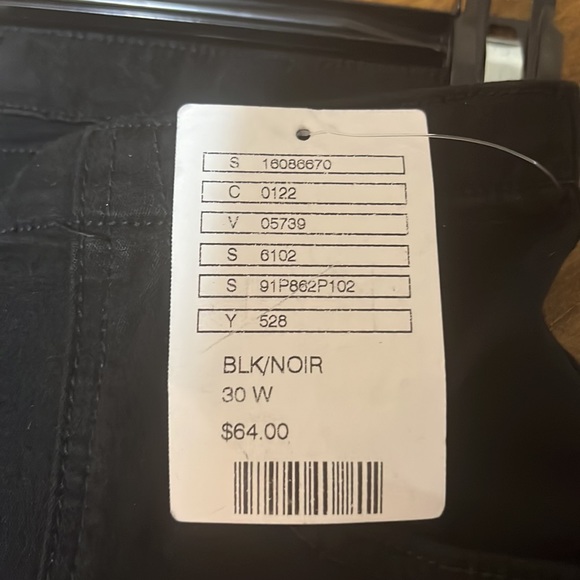 S 16086670
C 0122
V 05739
S 6102
S 91P862P102
Y 528
BLK/NOIR
30 W
$64.00